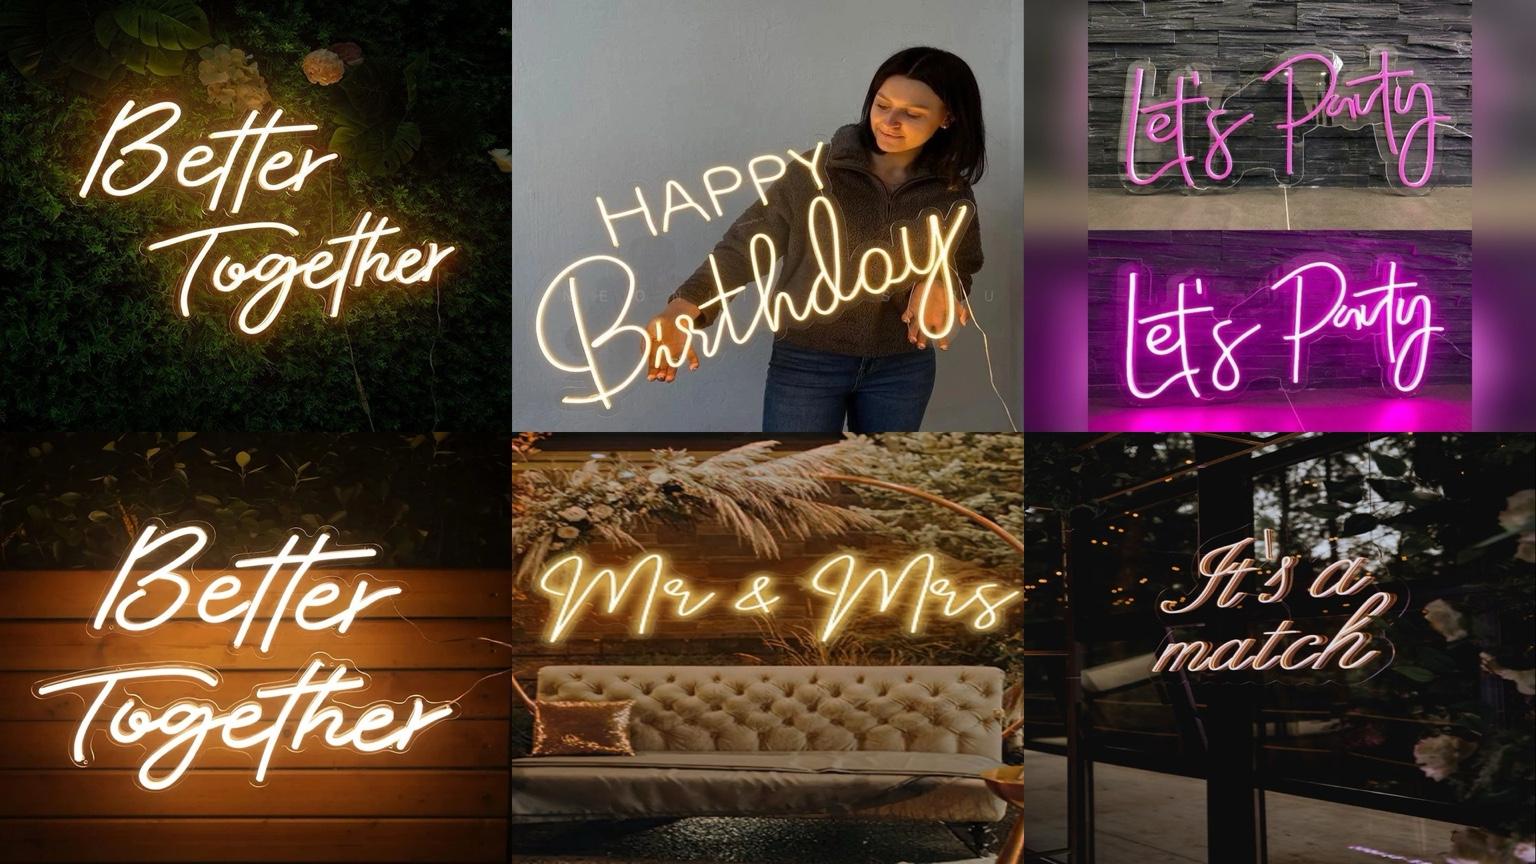 Better
Together
HAPPY
Birthday
Let's Party
Let's Party
Better
Together
Mr & Mrs
It's a
match